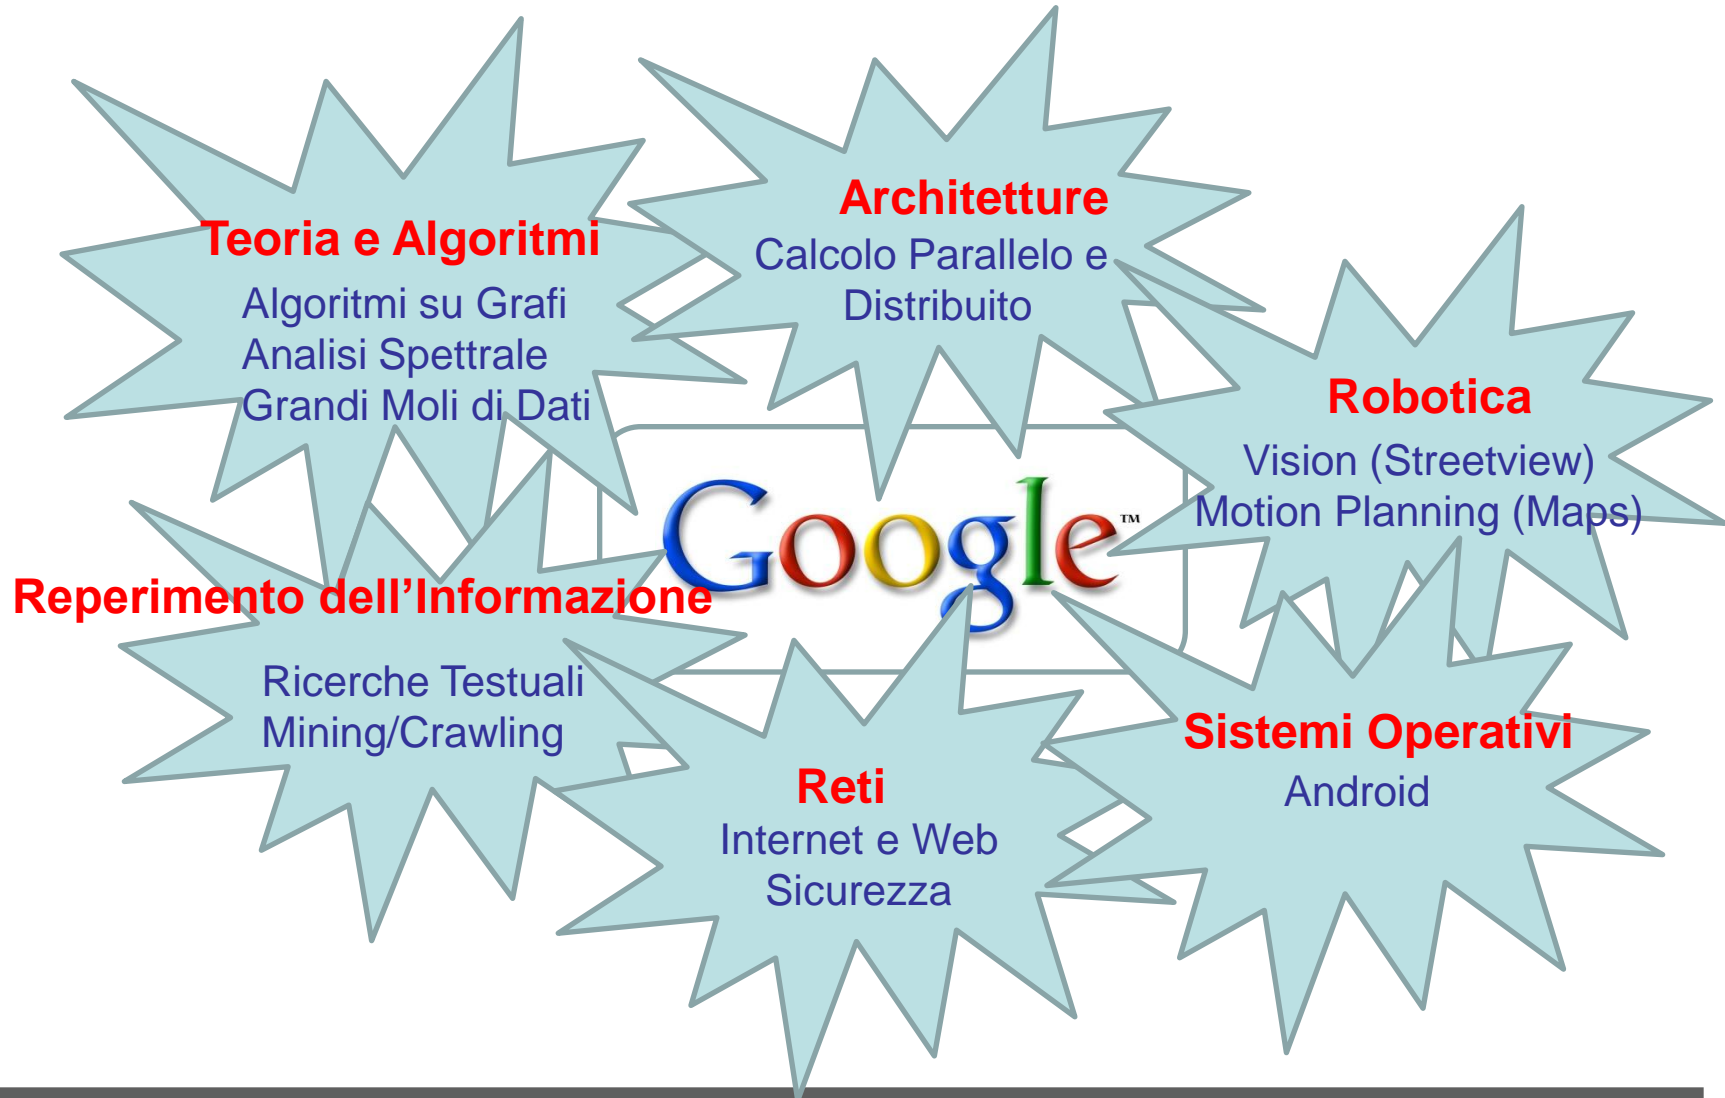 Teoria e Algoritmi
Algoritmi su Grafi
Analisi Spettrale
Grandi Moli di Dati
Architetture
Calcolo Parallelo e
Distribuito
Robotica
Vision (Streetview)
Motion Planning (Maps)
Google™
Reperimento dell’Informazione
Ricerche Testuali
Mining/Crawling
Reti
Internet e Web
Sicurezza
Sistemi Operativi
Android